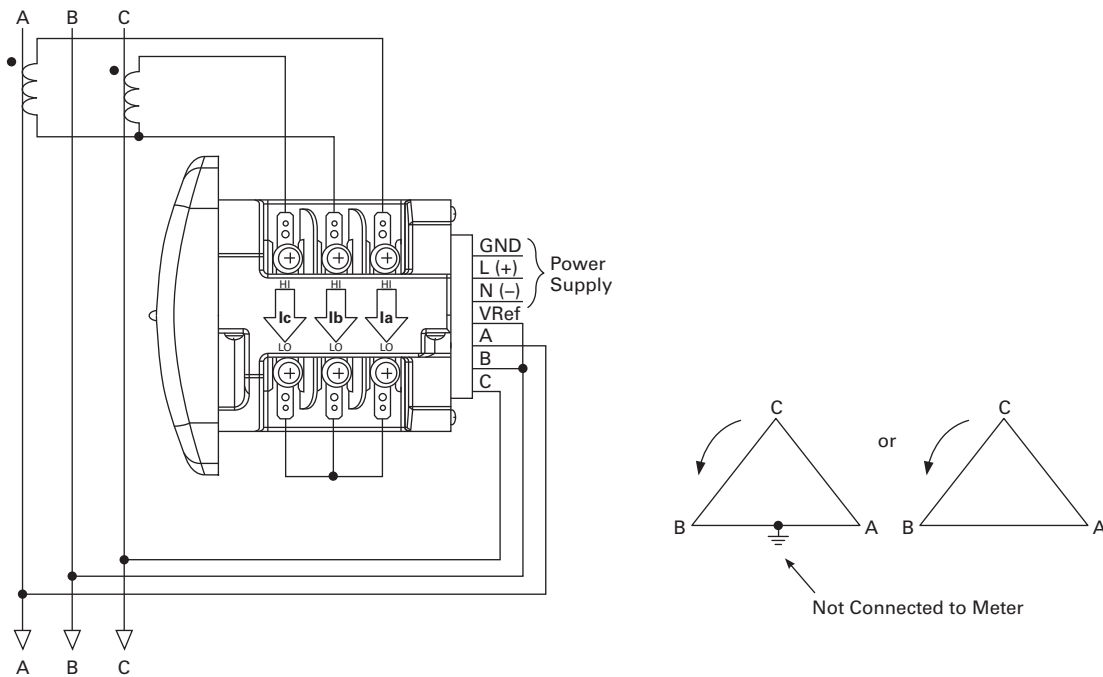 A B C
GND
L (+)
N (–)
Power
Supply
VRef
A
B
C
HI HI HI
Ic Ib Ia
LO LO LO
A B C
C
B A
or
C
B A
Not Connected to Meter